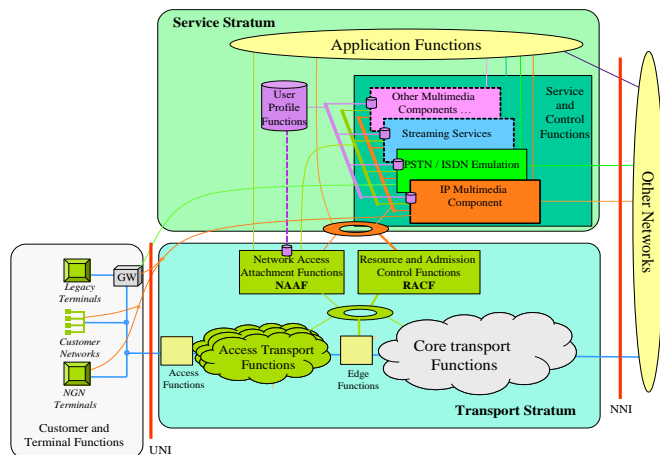 Service Stratum
Application Functions
User
Profile
Functions
Other Multimedia
Components …
Streaming Services
PSTN / ISDN Emulation
IP Multimedia
Component
Service
and
Control
Functions
Other Networks
Network Access
Attachment Functions
NAAF
Resource and Admission
Control Functions
RACF
GW
Legacy
Terminals
Customer
Networks
NGN
Terminals
Customer and
Terminal Functions
UNI
Access
Functions
Access Transport
Functions
Edge
Functions
Core transport
Functions
Transport Stratum
NNI